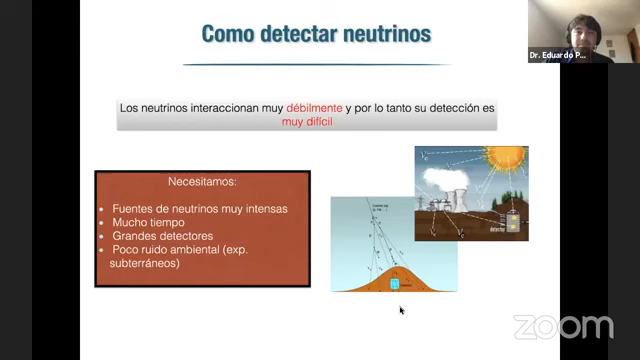 Como detectar neutrinos
Dr. Eduardo P...
Los neutrinos interaccionan muy débilmente y por lo tanto su detección es
muy difícil
Necesitamos:
• Fuentes de neutrinos muy intensas
• Mucho tiempo
• Grandes detectores
• Poco ruido ambiental (exp.
subterráneos)
detector
zoom